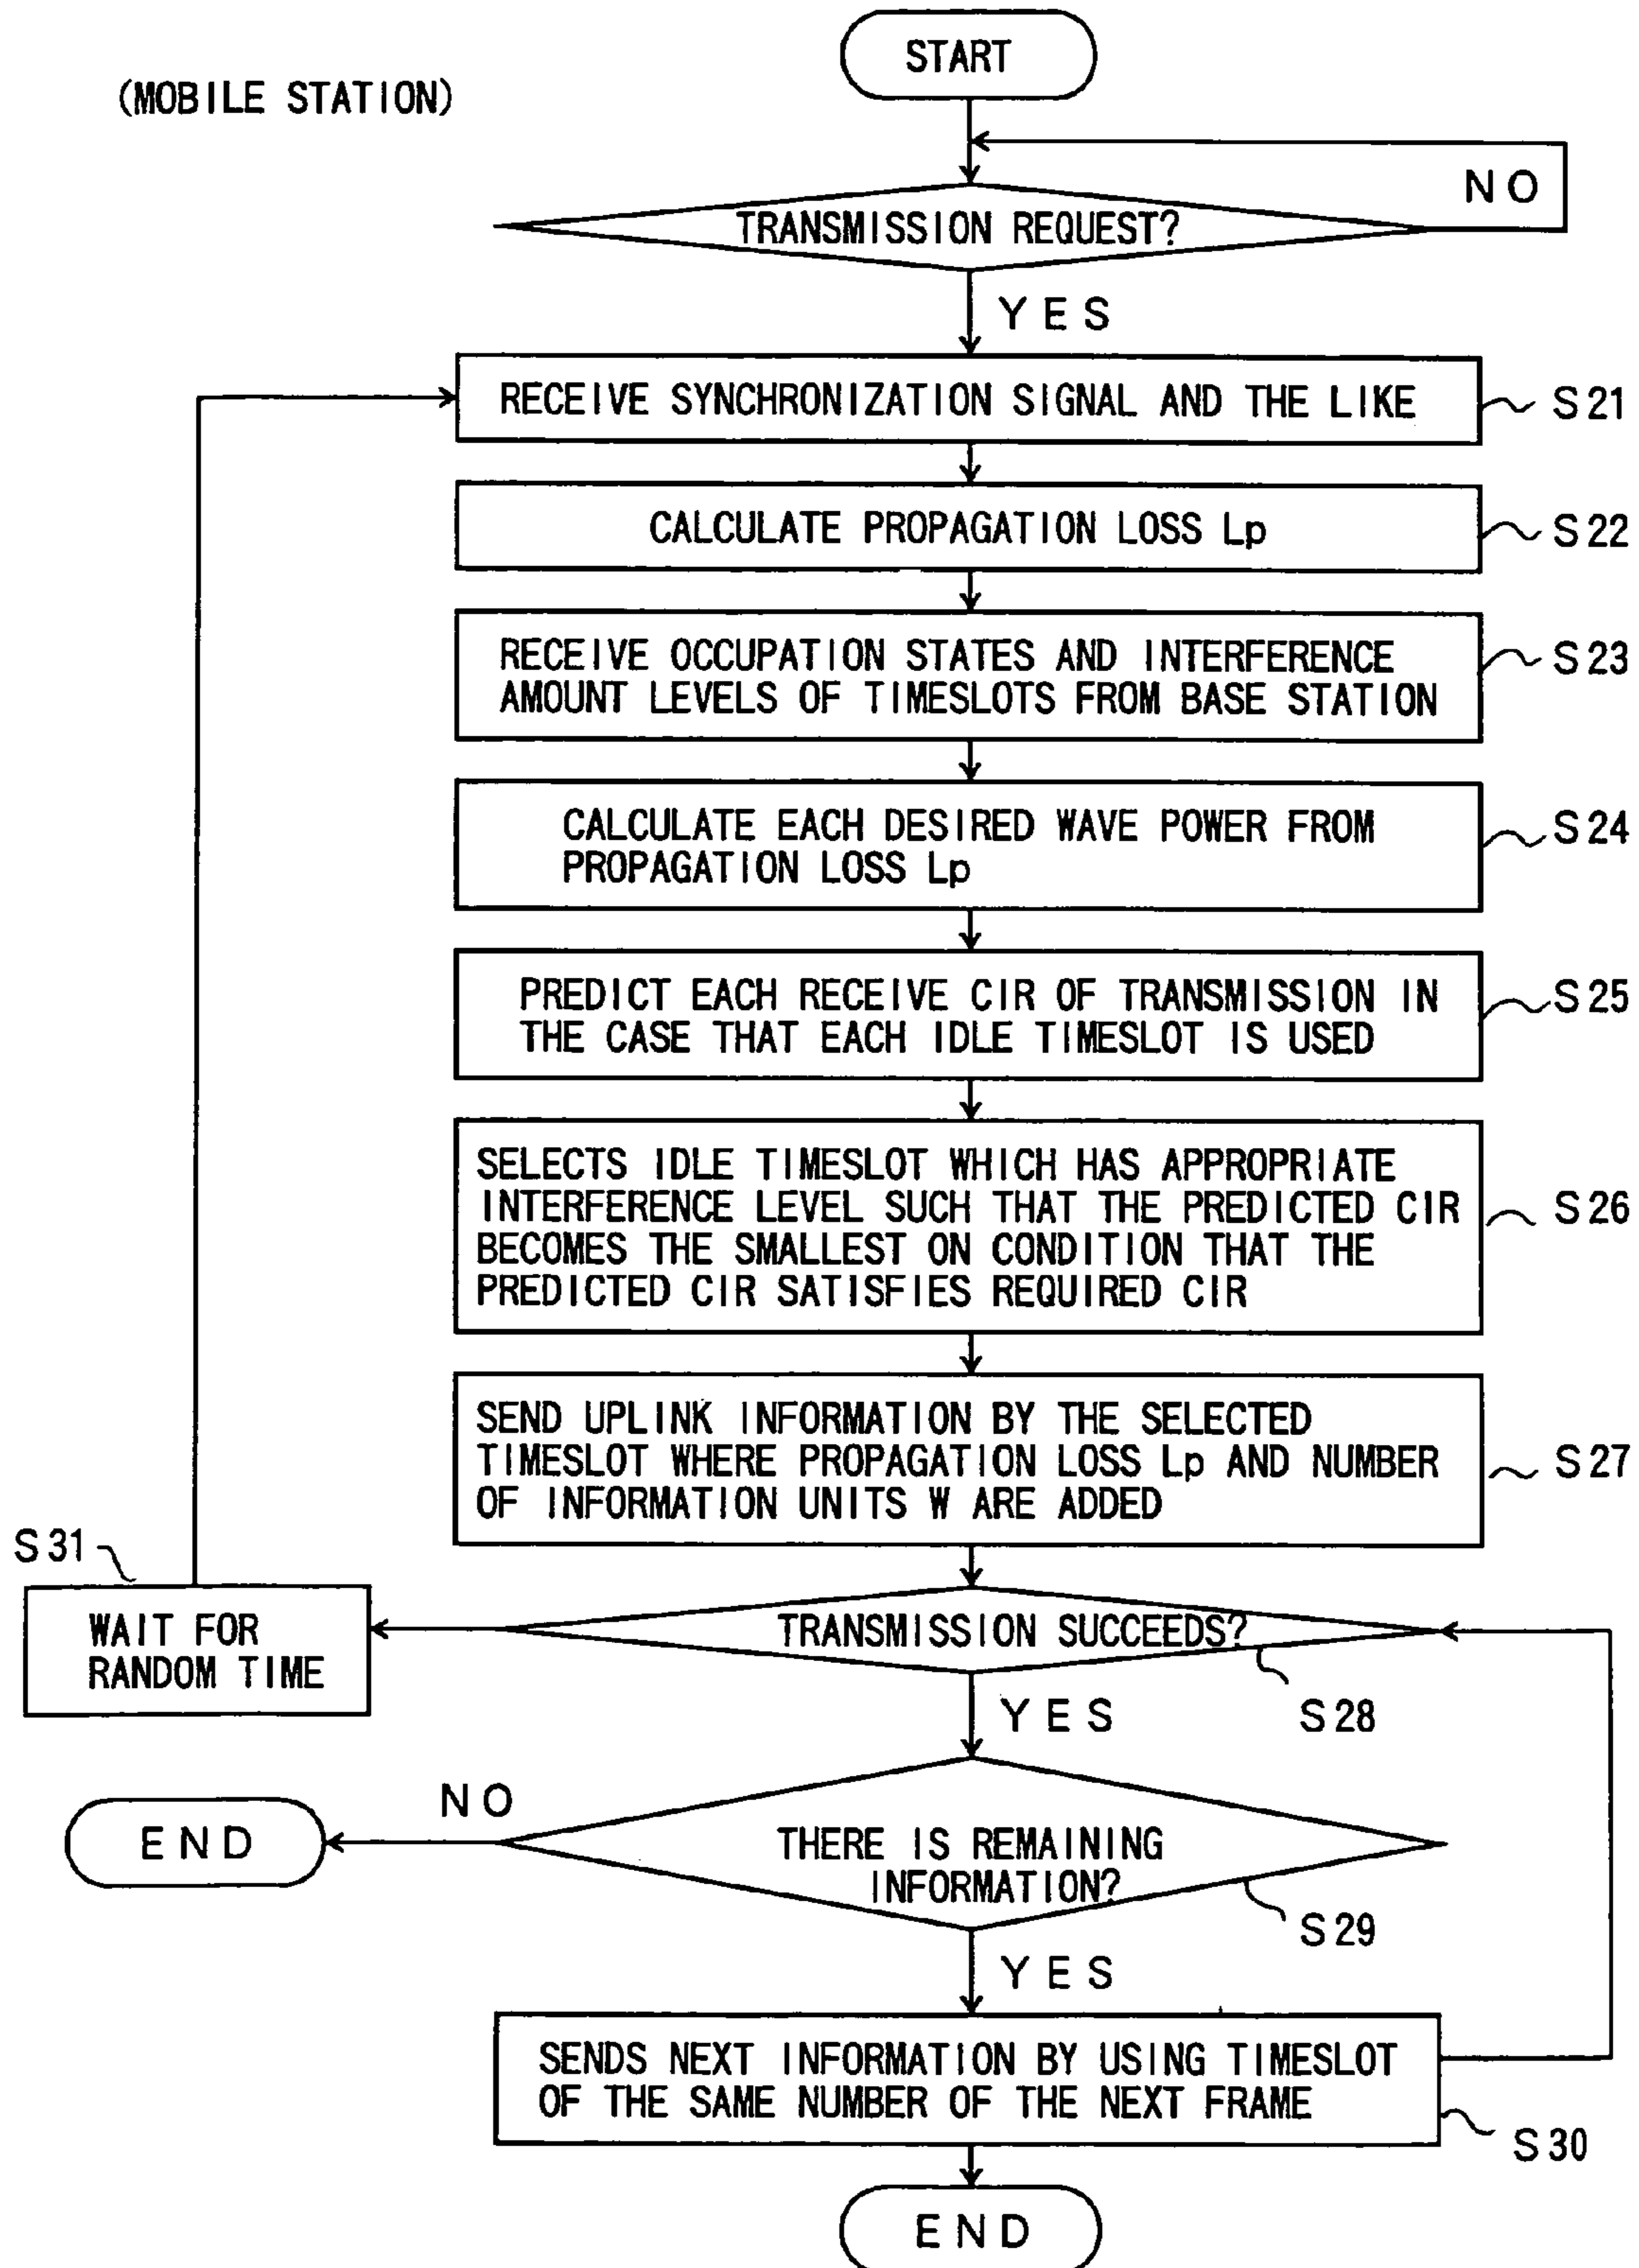 START
(MOBILE STATION)
NO
TRANSMISSION REQUEST?
YES
RECEIVE SYNCHRONIZATION SIGNAL AND THE LIKE
S21
CALCULATE PROPAGATION LOSS Lp
S22
RECEIVE OCCUPATION STATES AND INTERFERENCE
AMOUNT LEVELS OF TIMESLOTS FROM BASE STATION
S23
CALCULATE EACH DESIRED WAVE POWER FROM
PROPAGATION LOSS Lp
S24
PREDICT EACH RECEIVE CIR OF TRANSMISSION IN
THE CASE THAT EACH IDLE TIMESLOT IS USED
S25
SELECTS IDLE TIMESLOT WHICH HAS APPROPRIATE
INTERFERENCE LEVEL SUCH THAT THE PREDICTED CIR
BECOMES THE SMALLEST ON CONDITION THAT THE
PREDICTED CIR SATISFIES REQUIRED CIR
S26
SEND UPLINK INFORMATION BY THE SELECTED
TIMESLOT WHERE PROPAGATION LOSS Lp AND NUMBER
OF INFORMATION UNITS W ARE ADDED
S27
S31
WAIT FOR
RANDOM TIME
TRANSMISSION SUCCEEDS?
S28
YES
NO
END
THERE IS REMAINING
INFORMATION?
S29
YES
SENDS NEXT INFORMATION BY USING TIMESLOT
OF THE SAME NUMBER OF THE NEXT FRAME
S30
END